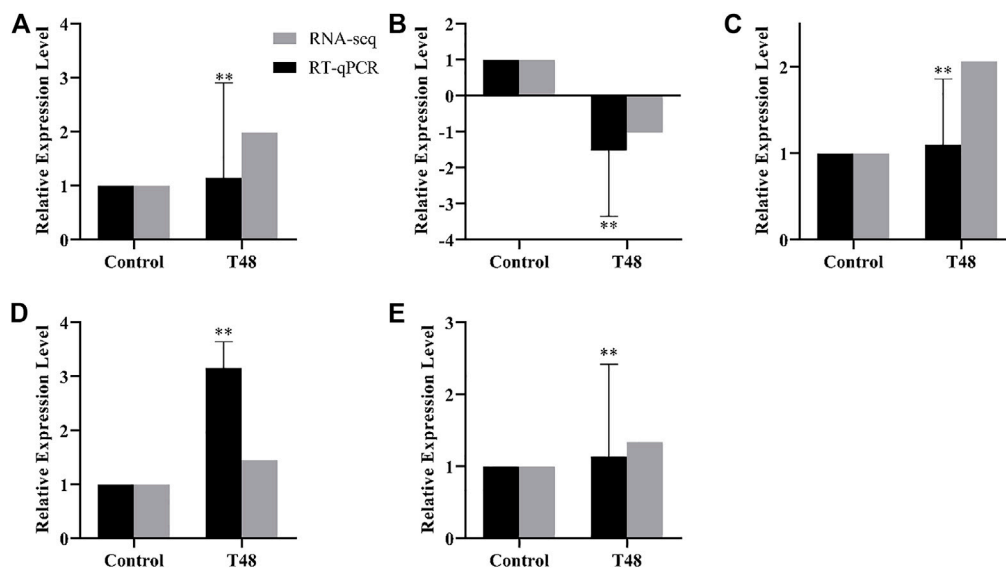 A
RNA-scq
RT-qPCR
Relative Expression Level
4
3
2
1
0
**
Control
T48
B
Relative Expression Level
2
1
0
-1
-2
-3
-4
**
Control
T48
C
Relative Expression Level
2
1
0
**
Control
T48
D
Relative Expression Level
4
3
2
1
0
**
Control
T48
E
Relative Expression Level
3
2
1
0
**
Control
T48